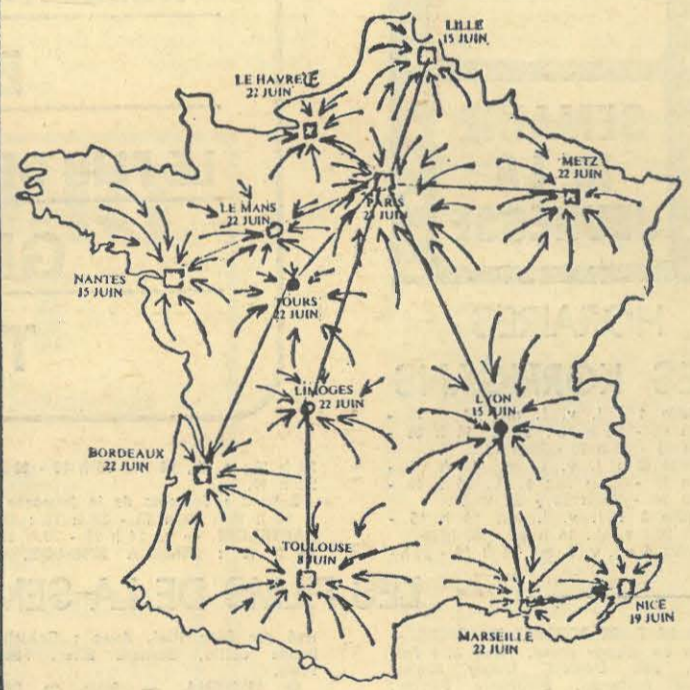 LILLE
15 JUIN
LE HAVRE
22 JUIN
METZ
22 JUIN
PARIS
JUIN
LE MANS
22 JUIN
NANTES
15 JUIN
TOURS
22 JUIN
LIMOGES
22 JUIN
LYON
15 JUIN
BORDEAUX
22 JUIN
TOULOUSE
8 JUIN
NICE
19 JUIN
MARSEILLE
22 JUIN